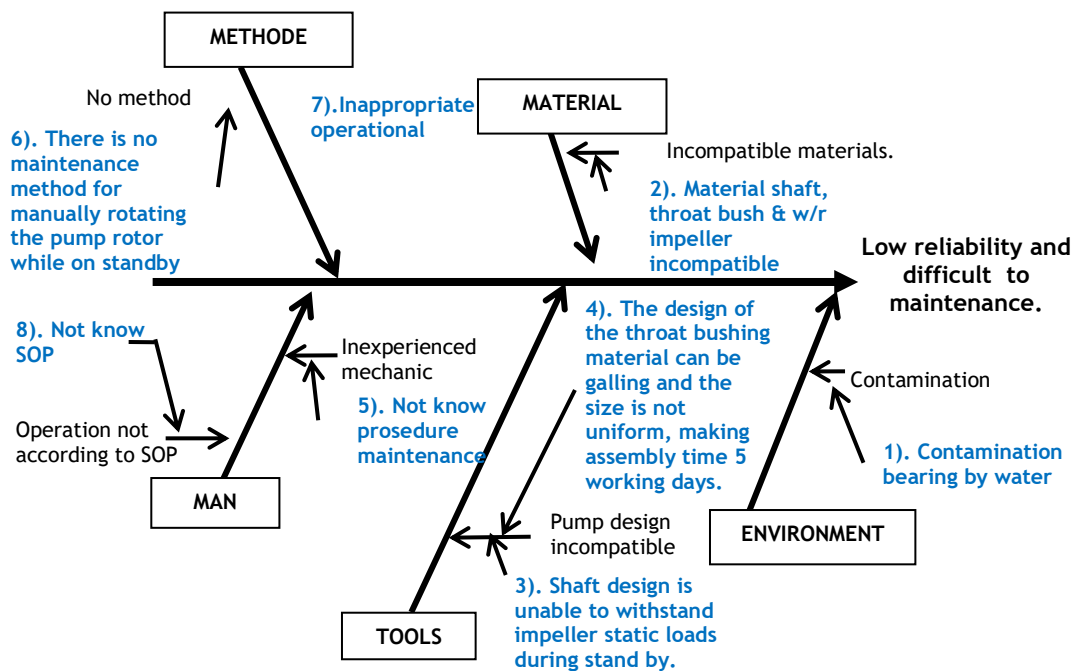 METHODE
No method
6). There is no
maintenance
method for
manually rotating
the pump rotor
while on standby
7).Inappropriate
operational
MATERIAL
Incompatible materials.
2). Material shaft,
throat bush & w/r
impeller
incompatible
Low reliability and
difficult to
maintenance.
8). Not know
SOP
Operation not
according to SOP
MAN
Inexperienced
mechanic
5). Not know
prosedure
maintenance
4). The design of
the throat bushing
material can be
galling and the
size is not
uniform, making
assembly time 5
working days.
Pump design
incompatible
3). Shaft design is
unable to withstand
impeller static loads
during stand by.
TOOLS
Contamination
1). Contamination
bearing by water
ENVIRONMENT